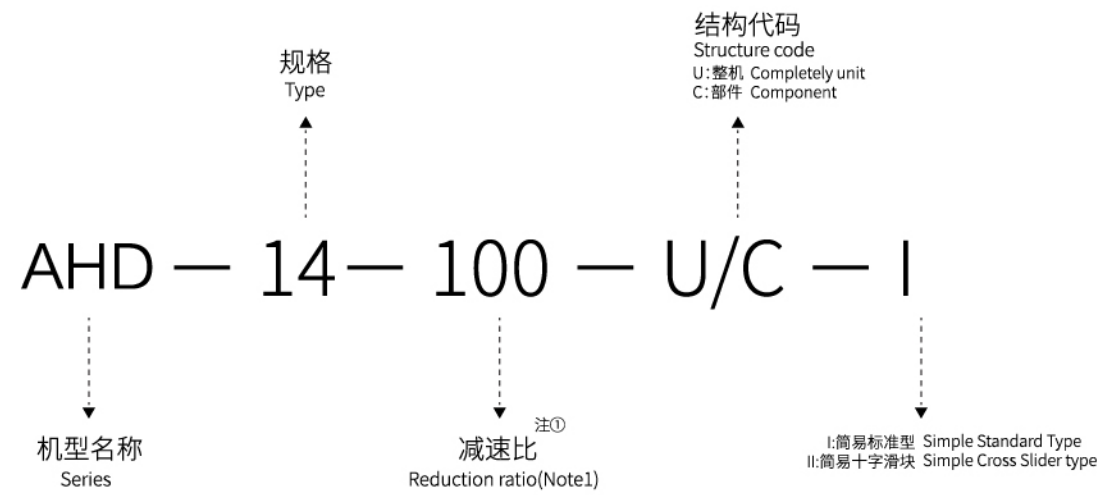 结构代码
Structure code
U:整机 Completely unit
C:部件 Component
规格
Type
AHD — 14 — 100 — U/C — I
机型名称
Series
减速比 注①
Reduction ratio(Note1)
I:简易标准型 Simple Standard Type
II:简易十字滑块 Simple Cross Slider type